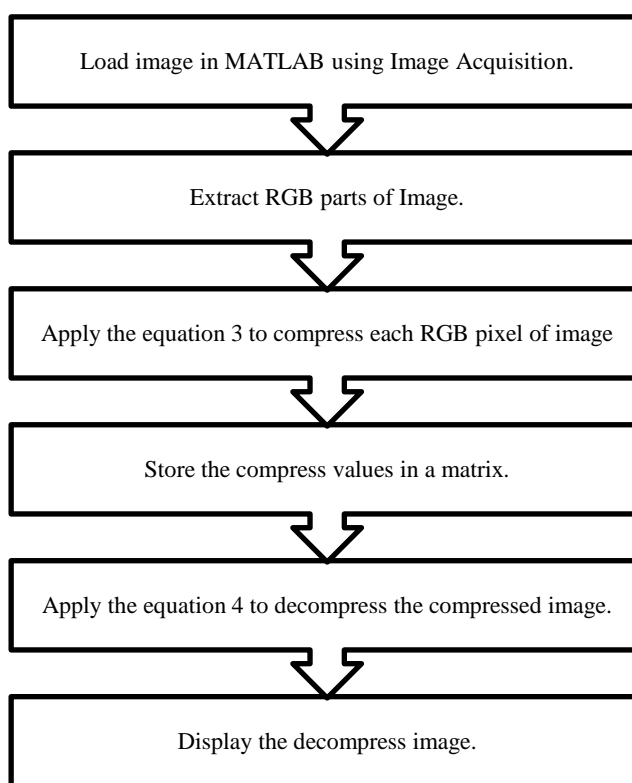 Load image in MATLAB using Image Acquisition.
Extract RGB parts of Image.
Apply the equation 3 to compress each RGB pixel of image
Store the compress values in a matrix.
Apply the equation 4 to decompress the compressed image.
Display the decompress image.